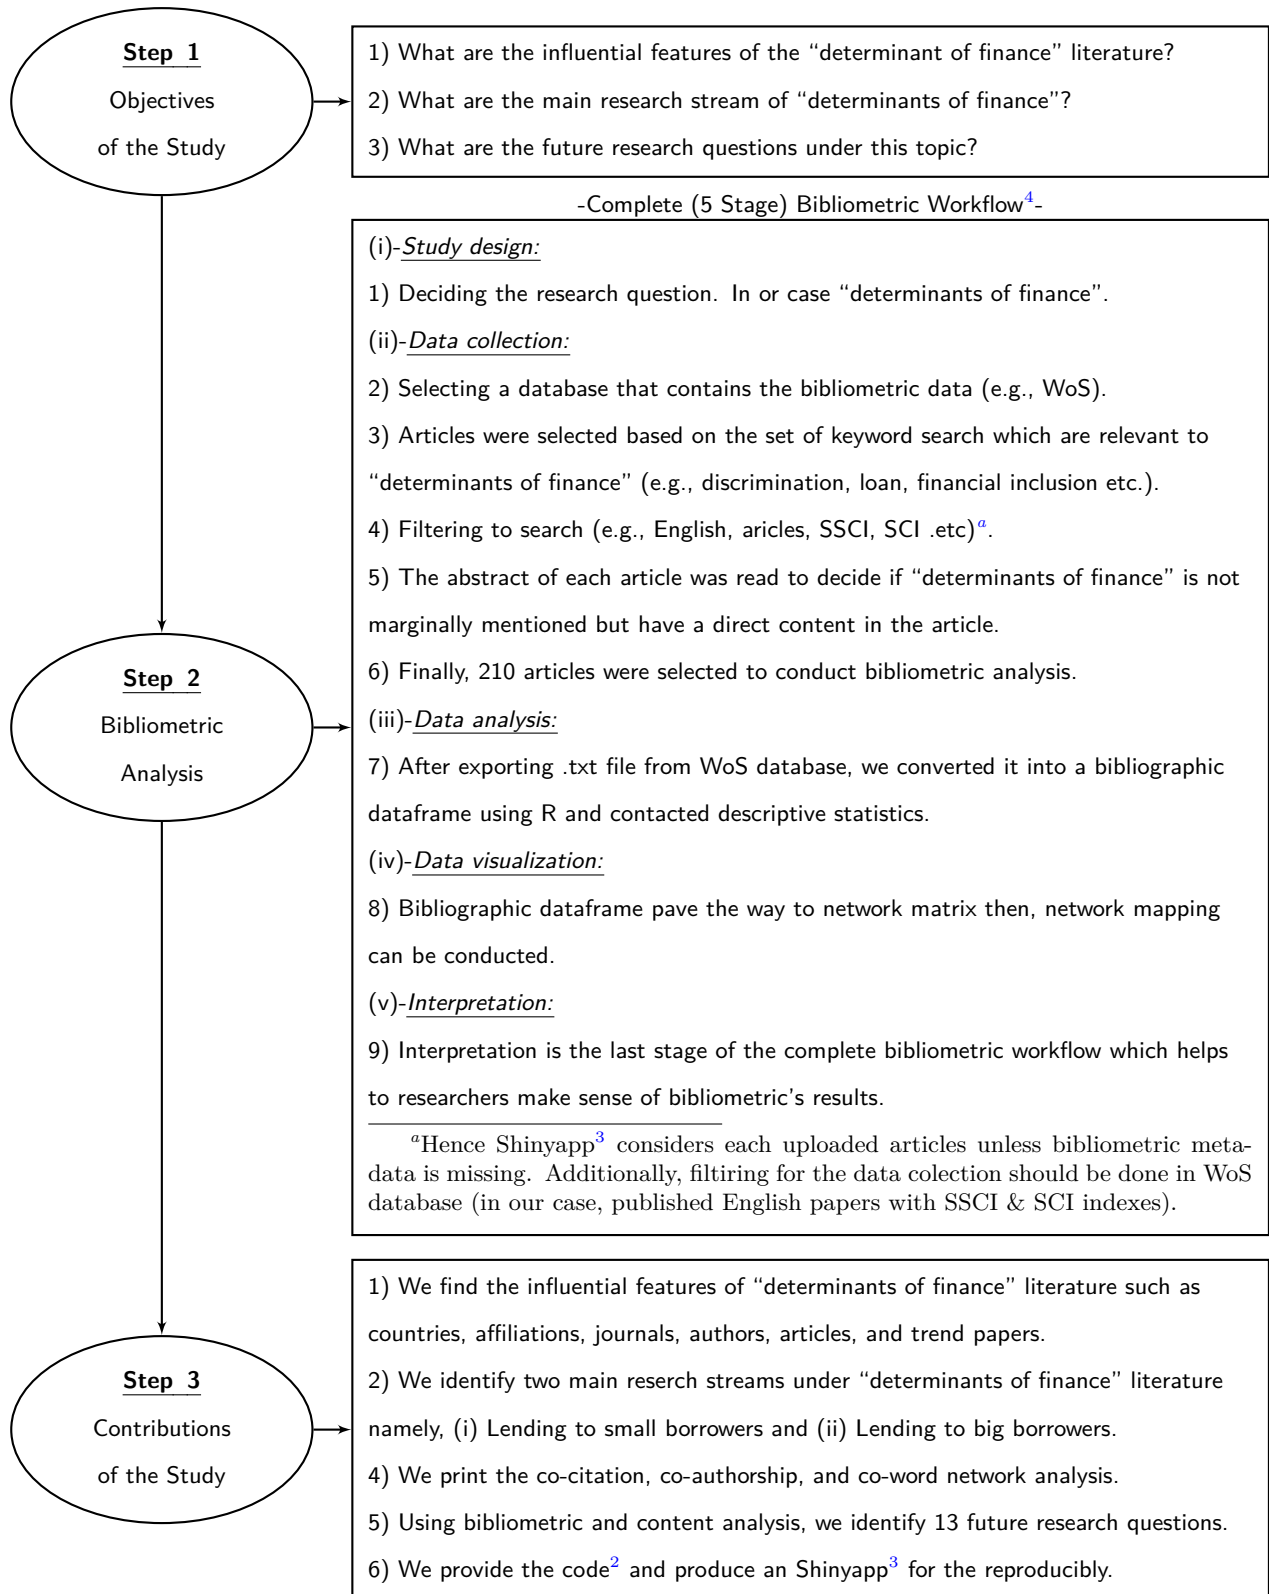 Step 1
Objectives
of the Study
1) What are the influential features of the “determinant of finance” literature?
2) What are the main research stream of “determinants of finance”?
3) What are the future research questions under this topic?
-Complete (5 Stage) Bibliometric Workflow4-
Step 2
Bibliometric
Analysis
(i)-Study design:
1) Deciding the research question. In or case “determinants of finance”.
(ii)-Data collection:
2) Selecting a database that contains the bibliometric data (e.g., WoS).
3) Articles were selected based on the set of keyword search which are relevant to
“determinants of finance” (e.g., discrimination, loan, financial inclusion etc.).
4) Filtering to search (e.g., English, aricles, SSCI, SCI .etc)a.
5) The abstract of each article was read to decide if “determinants of finance” is not
marginally mentioned but have a direct content in the article.
6) Finally, 210 articles were selected to conduct bibliometric analysis.
(iii)-Data analysis:
7) After exporting .txt file from WoS database, we converted it into a bibliographic
dataframe using R and contacted descriptive statistics.
(iv)-Data visualization:
8) Bibliographic dataframe pave the way to network matrix then, network mapping
can be conducted.
(v)-Interpretation:
9) Interpretation is the last stage of the complete bibliometric workflow which helps
to researchers make sense of bibliometric's results.
aHence Shinyapp3 considers each uploaded articles unless bibliometric meta-
data is missing. Additionally, filtiring for the data colection should be done in WoS
database (in our case, published English papers with SSCI & SCI indexes).
Step 3
Contributions
of the Study
1) We find the influential features of “determinants of finance” literature such as
countries, affiliations, journals, authors, articles, and trend papers.
2) We identify two main reserch streams under “determinants of finance” literature
namely, (i) Lending to small borrowers and (ii) Lending to big borrowers.
4) We print the co-citation, co-authorship, and co-word network analysis.
5) Using bibliometric and content analysis, we identify 13 future research questions.
6) We provide the code2 and produce an Shinyapp3 for the reproducibly.